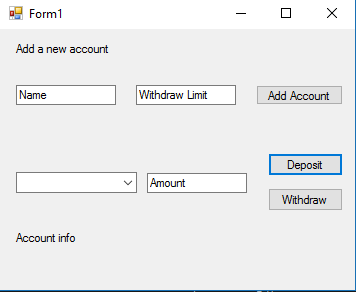 Form1
Add a new account
Name
Withdraw Limit
Add Account
Deposit
Amount
Withdraw
Account info